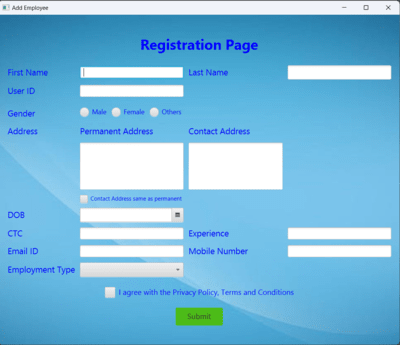 Add Employee
Registration Page
First Name Last Name
User ID
Gender Male Female Others
Address Permanent Address Contact Address
Contact Address same as permanent
DOB
CTC Experience
Email ID Mobile Number
Employment Type
I agree with the Privacy Policy, Terms and Conditions
Submit